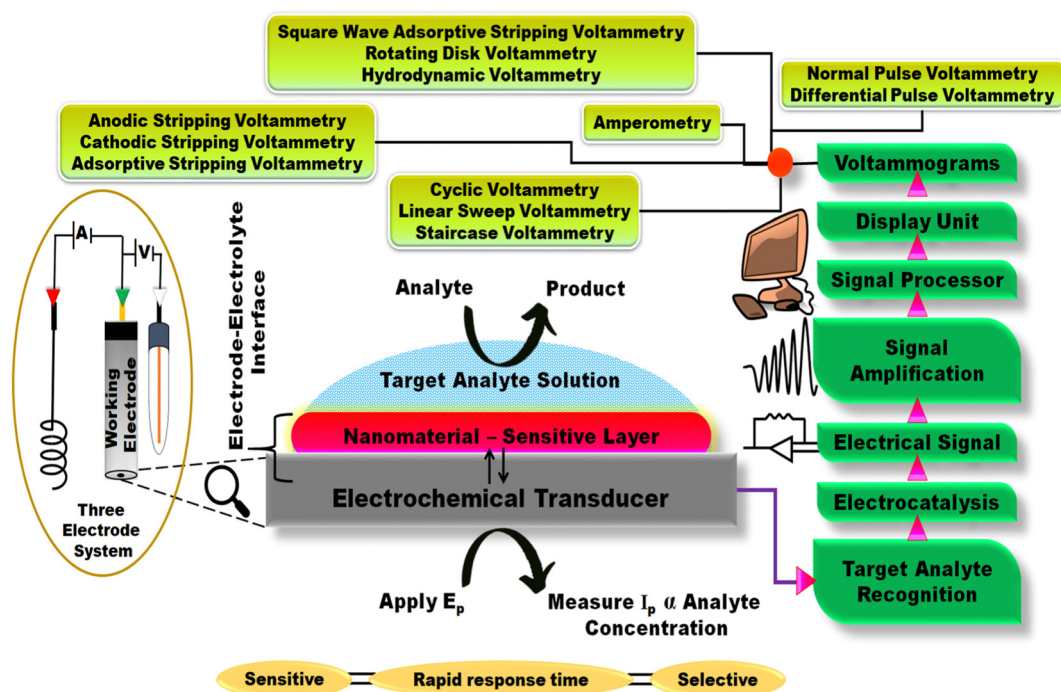 Square Wave Adsorptive Stripping Voltammetry
Rotating Disk Voltammetry
Hydrodynamic Voltammetry
Normal Pulse Voltammetry
Differential Pulse Voltammetry
Anodic Stripping Voltammetry
Cathodic Stripping Voltammetry
Adsorptive Stripping Voltammetry
Amperometry
Cyclic Voltammetry
Linear Sweep Voltammetry
Staircase Voltammetry
Voltammograms
Display Unit
Signal Processor
Signal
Amplification
Electrical Signal
Electrocatalysis
Target Analyte
Recognition
A
V
Working
Electrode
Three
Electrode
System
Electrode-Electrolyte
Interface
Analyte
Product
Target Analyte Solution
Nanomaterial – Sensitive Layer
Electrochemical Transducer
Apply Ep
Measure Ip α Analyte
Concentration
Sensitive
Rapid response time
Selective